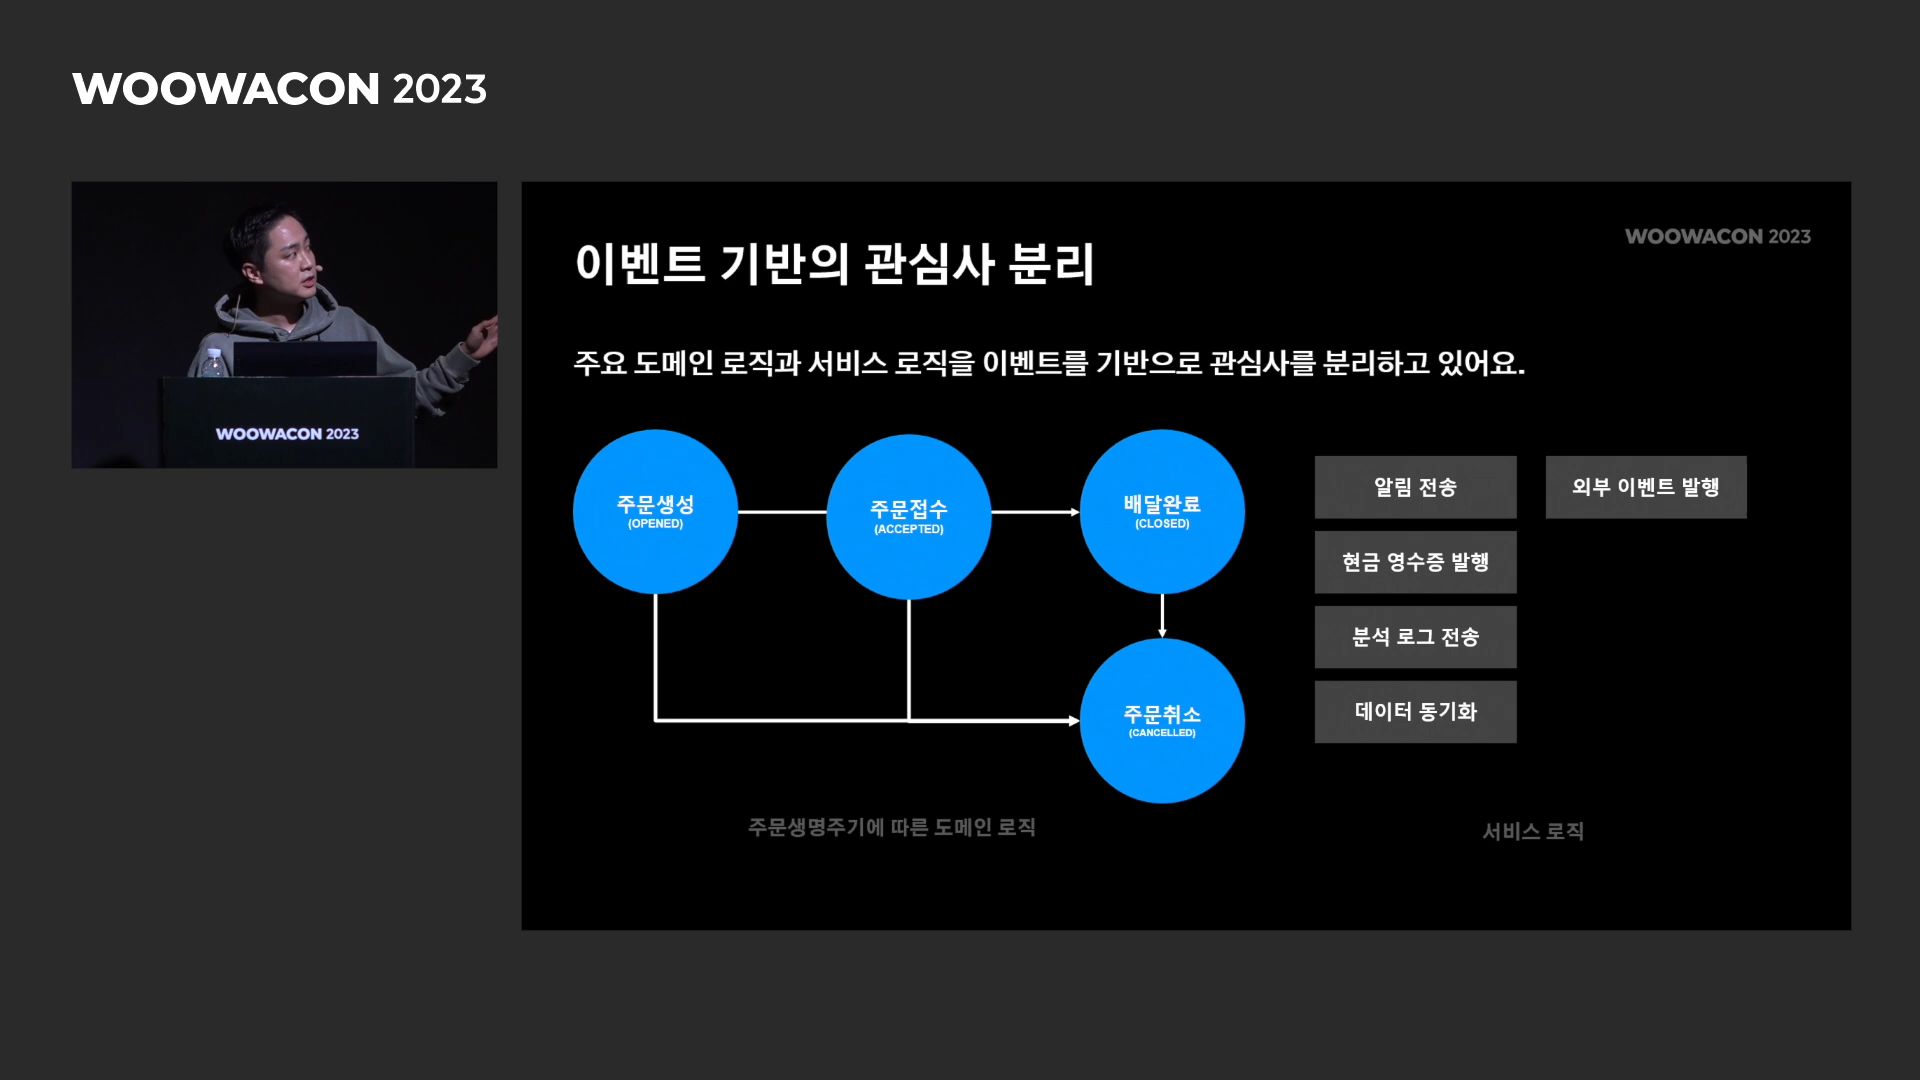 WOOWACON 2023
WOOWACON 2023
WOOWACON 2023
이벤트 기반의 관심사 분리
주요 도메인 로직과 서비스 로직을 이벤트를 기반으로 관심사를 분리하고 있어요.
주문생성
(OPENED)
주문접수
(ACCEPTED)
배달완료
(CLOSED)
주문취소
(CANCELLED)
주문생명주기에 따른 도메인 로직
알림 전송
외부 이벤트 발행
현금 영수증 발행
분석 로그 전송
데이터 동기화
서비스 로직